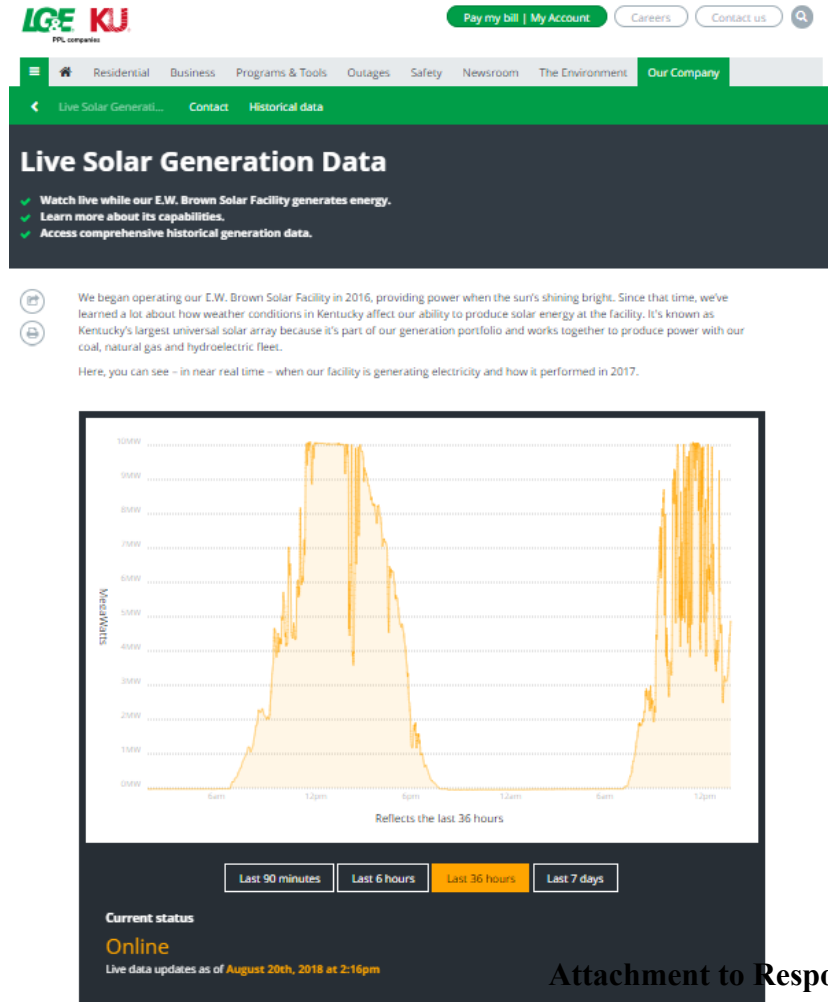 LG&E KU
PPL companies
Pay my bill | My Account
Careers
Contact us
Residential Business Programs & Tools Outages Safety Newsroom The Environment Our Company
Live Solar Generati... Contact Historical data
Live Solar Generation Data
Watch live while our E.W. Brown Solar Facility generates energy.
Learn more about its capabilities.
Access comprehensive historical generation data.
We began operating our E.W. Brown Solar Facility in 2016, providing power when the sun's shining bright. Since that time, we've
learned a lot about how weather conditions in Kentucky affect our ability to produce solar energy at the facility. It's known as
Kentucky's largest universal solar array because it's part of our generation portfolio and works together to produce power with our
coal, natural gas and hydroelectric fleet.
Here, you can see – in near real time – when our facility is generating electricity and how it performed in 2017.
10MW
9MW
8MW
7MW
6MW
5MW
4MW
3MW
2MW
1MW
0MW
MegaWatts
6am 12pm 6pm 12am 6am 12pm
Reflects the last 36 hours
Last 90 minutes Last 6 hours Last 36 hours Last 7 days
Current status
Online
Live data updates as of August 20th, 2018 at 2:16pm
Attachment to Respo